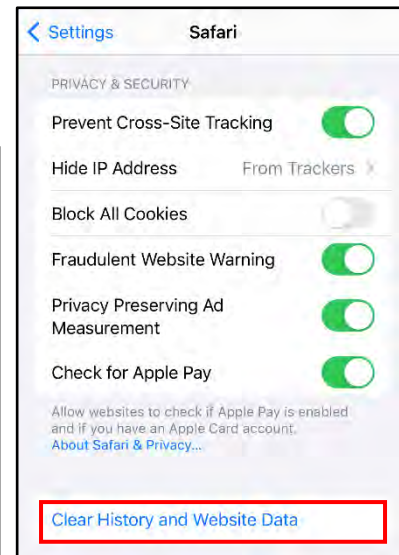 Settings
Safari
PRIVACY & SECURITY
Prevent Cross-Site Tracking
Hide IP Address From Trackers
Block All Cookies
Fraudulent Website Warning
Privacy Preserving Ad
Measurement
Check for Apple Pay
Allow websites to check if Apple Pay is enabled
and if you have an Apple Card account.
About Safari & Privacy...
Clear History and Website Data